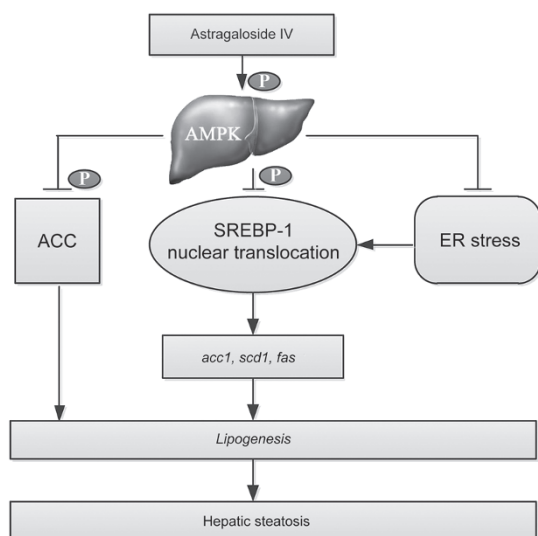 Astragaloside IV
P
AMPK
P
P
ACC
SREBP-1
nuclear translocation
ER stress
acc1, scd1, fas
Lipogenesis
Hepatic steatosis